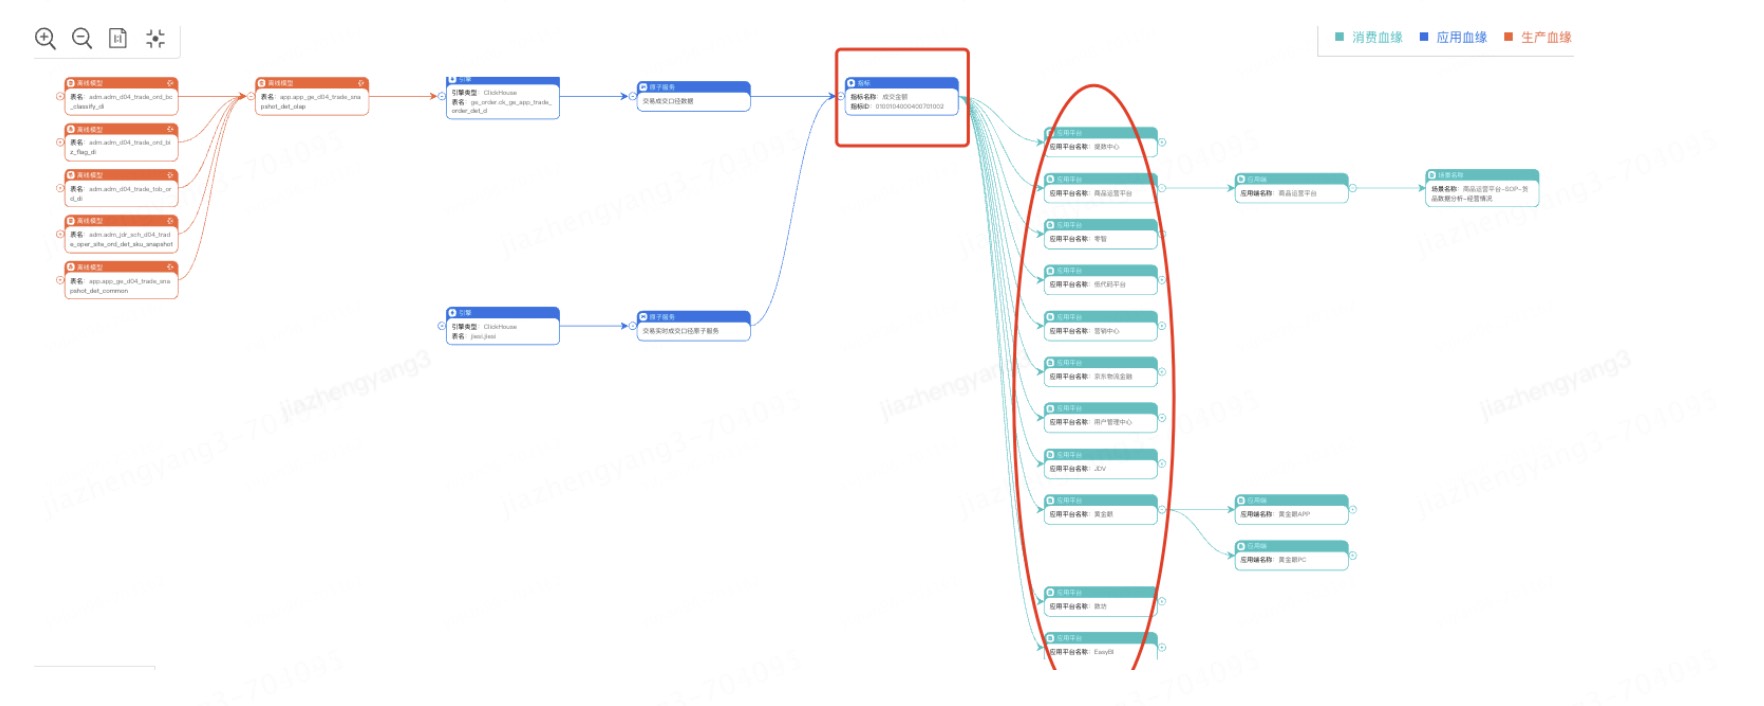 消费血缘
应用血缘
生产血缘
离线模型
表名: adm.adm_d04_trade_ord_bc
_classify_di
离线模型
表名: adm.adm_d04_trade_ord_bi
z_flag_di
离线模型
表名: adm.adm_d04_trade_tob_or
d_di
离线模型
表名: adm.adm_jdr_sch_d04_trad
e_oper_site_ord_det_sku_snapshot
离线模型
表名: app.app_ge_d04_trade_sna
pshot_det_common
离线模型
表名: app.app_ge_d04_trade_sna
pshot_det_olap
引擎
引擎类型: ClickHouse
表名: ge_order.ck_ge_app_trade_
order_det_d
引擎
引擎类型: ClickHouse
原子服务
交易成交口径数据
原子服务
交易实时成交口径原子服务
指标
指标名称: 成交金额
应用平台
应用平台名称: 提数中心
应用平台
应用平台名称: 商品运营平台
应用平台
应用平台名称: 零智
应用平台
应用平台名称: 低代码平台
应用平台
应用平台名称: 营销中心
应用平台
应用平台名称: 京东物流金融
应用平台
应用平台名称: 用户管理中心
应用平台
应用平台名称: JDV
应用平台
应用平台名称: 黄金眼
应用平台
应用平台名称: 数坊
应用平台
应用平台名称: EasyBI
应用端
应用端名称: 商品运营平台
应用端
应用端名称: 黄金眼APP
应用端
应用端名称: 黄金眼PC
场景名称
场景名称: 商品运营平台-SOP-货
品数据分析-经营情况
jiazhengyang3
jiazhengyang3
jiazhengyang3
jiazhengyang3-704095